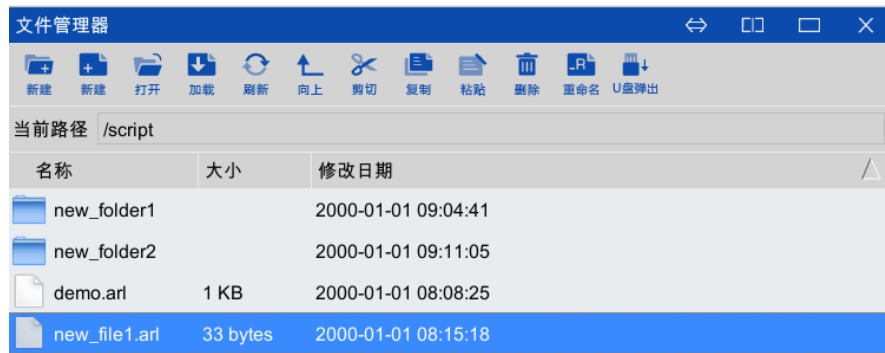 文件管理器
新建 新建 打开 加载 刷新 向上 剪切 复制 粘贴 删除 重命名 U盘弹出
当前路径 /script
名称 大小 修改日期
new_folder1 2000-01-01 09:04:41
new_folder2 2000-01-01 09:11:05
demo.arl 1 KB 2000-01-01 08:08:25
new_file1.arl 33 bytes 2000-01-01 08:15:18